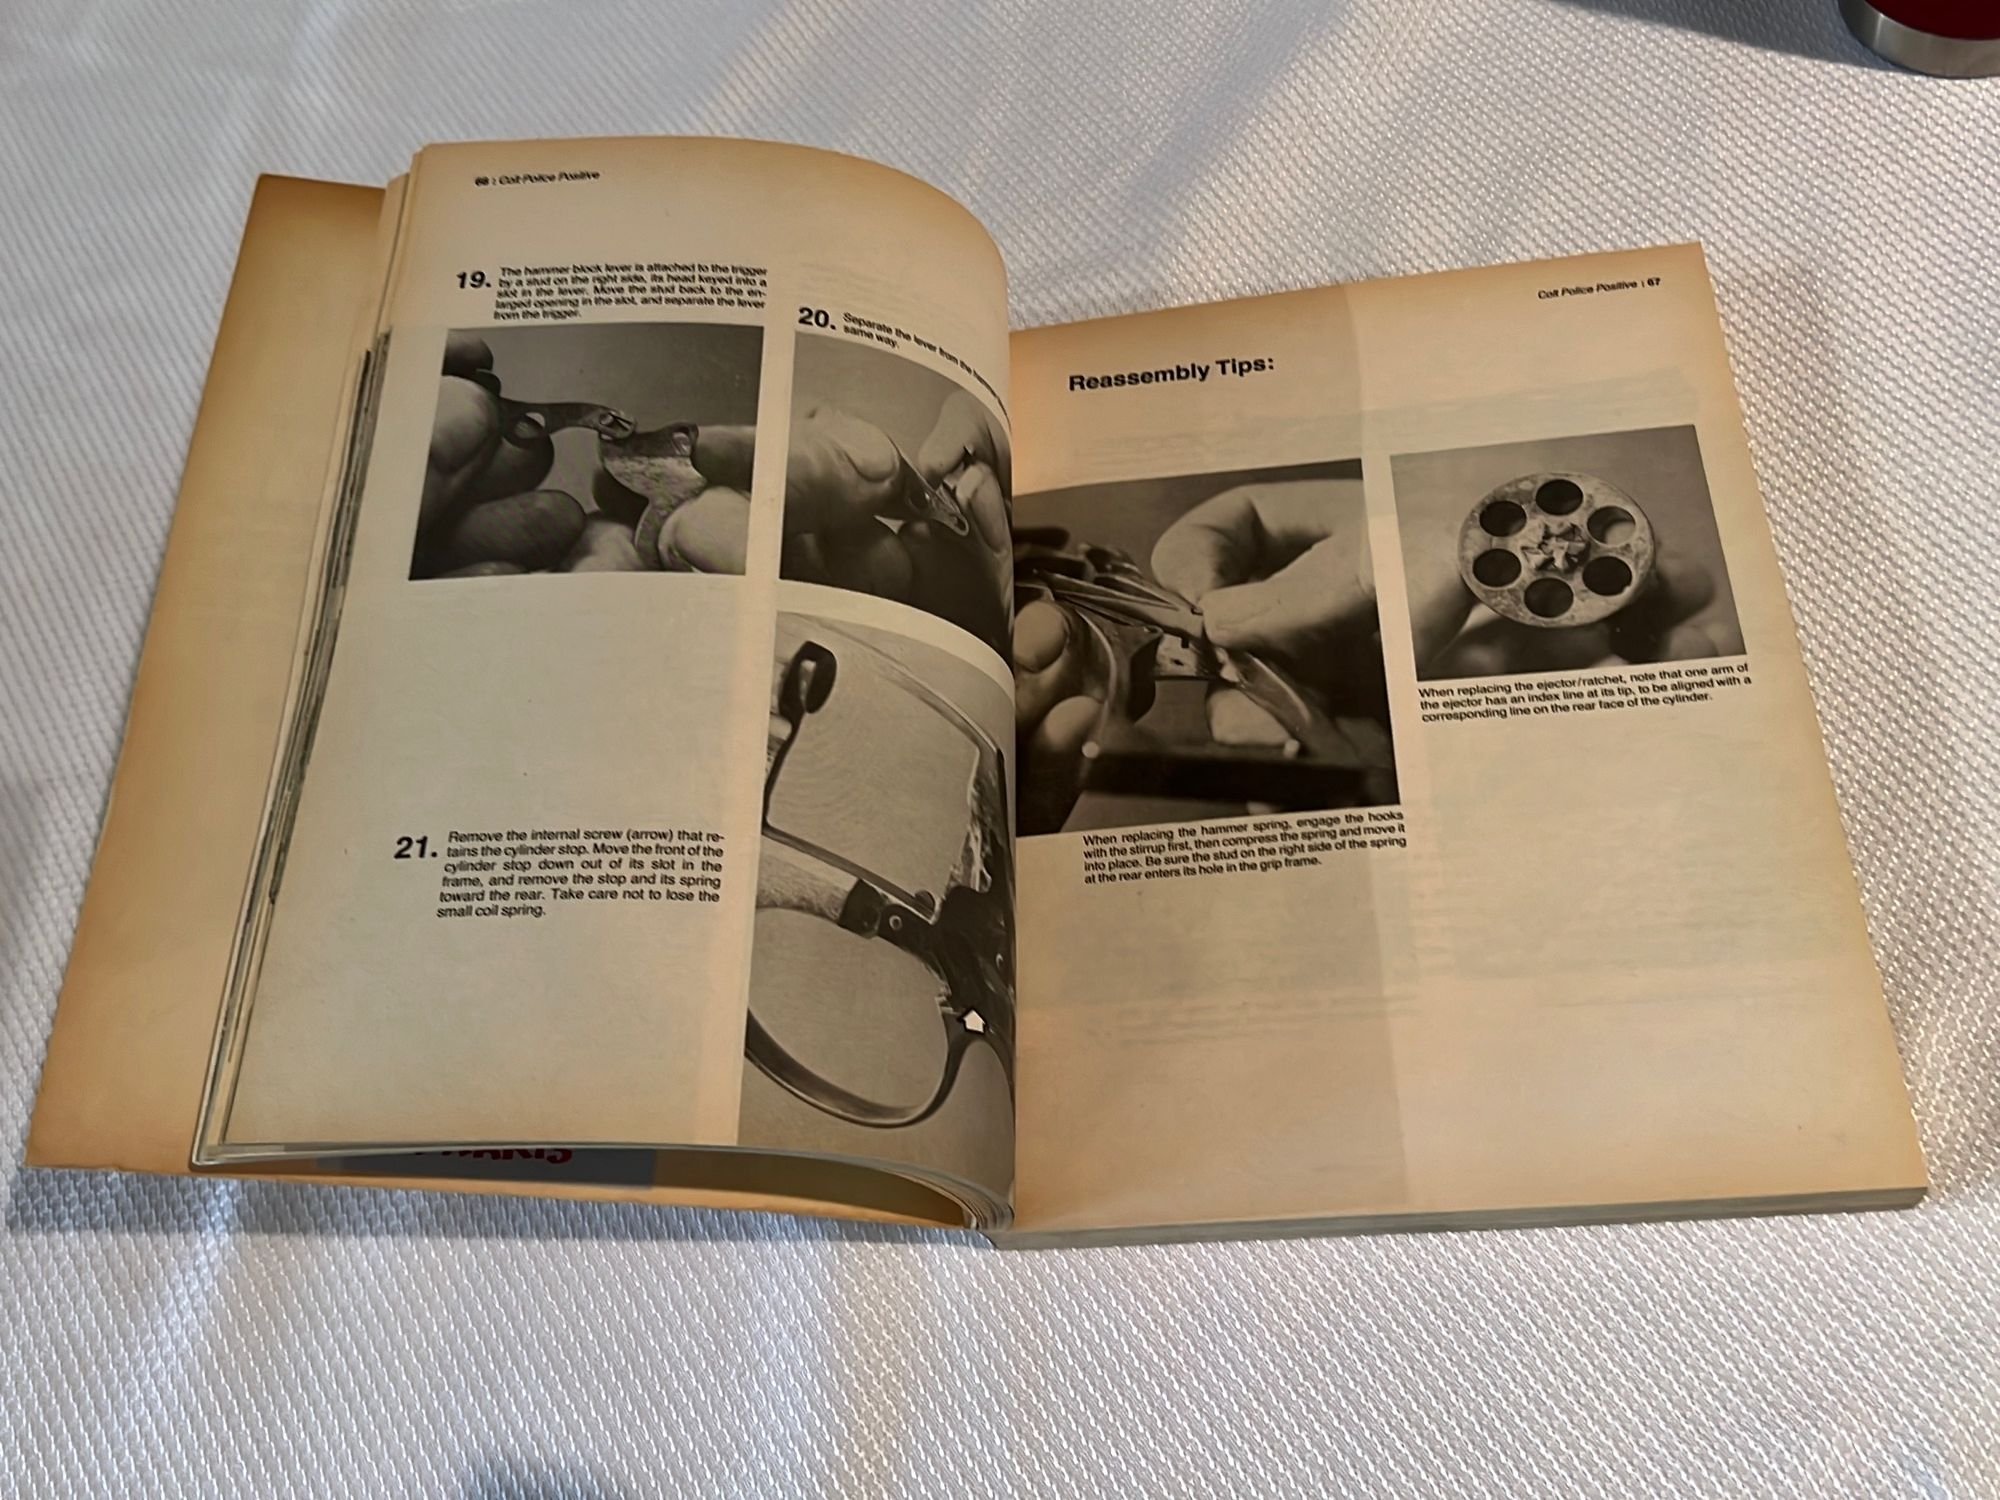 66 : Colt Police Positive
19. The hammer block lever is attached to the trigger
by a stud on the right side, its head keyed into a
slot in the lever. Move the stud back to the en-
larged opening in the slot, and separate the lever
from the trigger.
20. Separate the lever from the hammer
same way.
21. Remove the internal screw (arrow) that re-
tains the cylinder stop. Move the front of the
cylinder stop down out of its slot in the
frame, and remove the stop and its spring
toward the rear. Take care not to lose the
small coil spring.
Colt Police Positive : 67
Reassembly Tips:
When replacing the hammer spring, engage the hooks
with the stirrup first, then compress the spring and move it
into place. Be sure the stud on the right side of the spring
at the rear enters its hole in the grip frame.
When replacing the ejector/ratchet, note that one arm of
the ejector has an index line at its tip, to be aligned with a
corresponding line on the rear face of the cylinder.